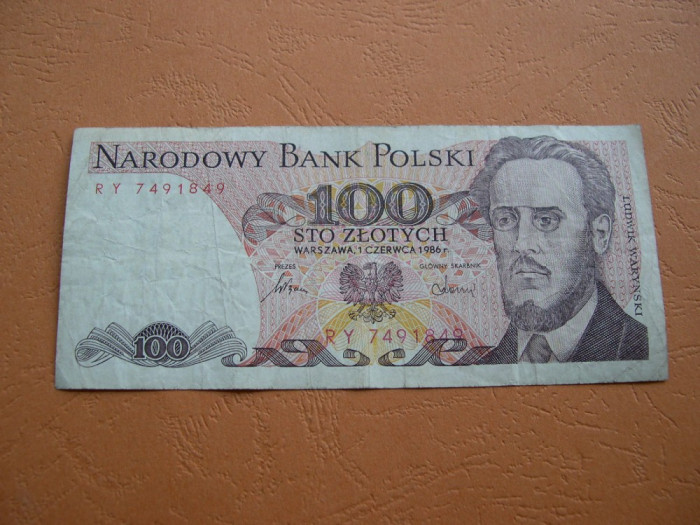 NARODOWY BANK POLSKI
RY 7491849
100
STO ZŁOTYCH
WARSZAWA, 1 CZERWCA 1986 r.
PREZES
GŁÓWNY SKARBNIK
LUDWIK WARYŃSKI
RY 7491849
100